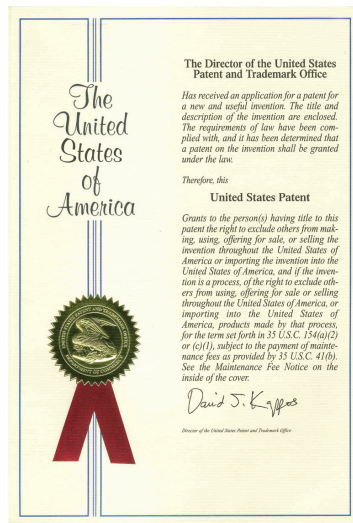 The
United
States
of
America
The Director of the United States
Patent and Trademark Office
Has received an application for a patent for
a new and useful invention. The title and
description of the invention are enclosed.
The requirements of law have been com-
plied with, and it has been determined that
a patent on the invention shall be granted
under the law.
Therefore, this
United States Patent
Grants to the person(s) having title to this
patent the right to exclude others from mak-
ing, using, offering for sale, or selling the
invention throughout the United States of
America or importing the invention into the
United States of America, and if the inven-
tion is a process, of the right to exclude oth-
ers from using, offering for sale or selling
throughout the United States of America, or
importing into the United States of
America, products made by that process,
for the term set forth in 35 U.S.C. 154(a)(2)
or (c)(1), subject to the payment of mainte-
nance fees as provided by 35 U.S.C. 41(b).
See the Maintenance Fee Notice on the
inside of the cover.
David J. Kappos
Director of the United States Patent and Trademark Office